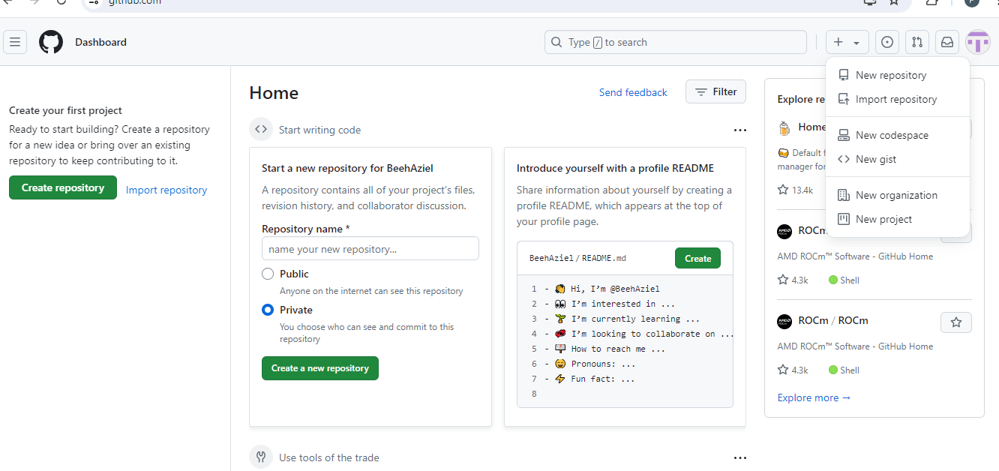 github.com
Dashboard
Type / to search
New repository
Import repository
New codespace
New gist
New organization
New project
Create your first project
Ready to start building? Create a repository
for a new idea or bring over an existing
repository to keep contributing to it.
Create repository
Import repository
Home
Send feedback
Filter
Start writing code
Start a new repository for BeehAziel
A repository contains all of your project's files,
revision history, and collaborator discussion.
Repository name *
name your new repository...
Public
Anyone on the internet can see this repository
Private
You choose who can see and commit to this
repository
Create a new repository
Introduce yourself with a profile README
Share information about yourself by creating a
profile README, which appears at the top of
your profile page.
BeehAziel / README.md
Create
1 - 👋 Hi, I’m @BeehAziel
2 - 👀 I’m interested in ...
3 - 🌱 I’m currently learning ...
4 - 💞️ I’m looking to collaborate on ...
5 - 📫 How to reach me ...
6 - 😄 Pronouns: ...
7 - ⚡ Fun fact: ...
8
Use tools of the trade
Explore re
Home
Default f
manager for
13.4k
ROCm
AMD ROCm™ Software - GitHub Home
4.3k Shell
ROCm / ROCm
AMD ROCm™ Software - GitHub Home
4.3k Shell
Explore more →